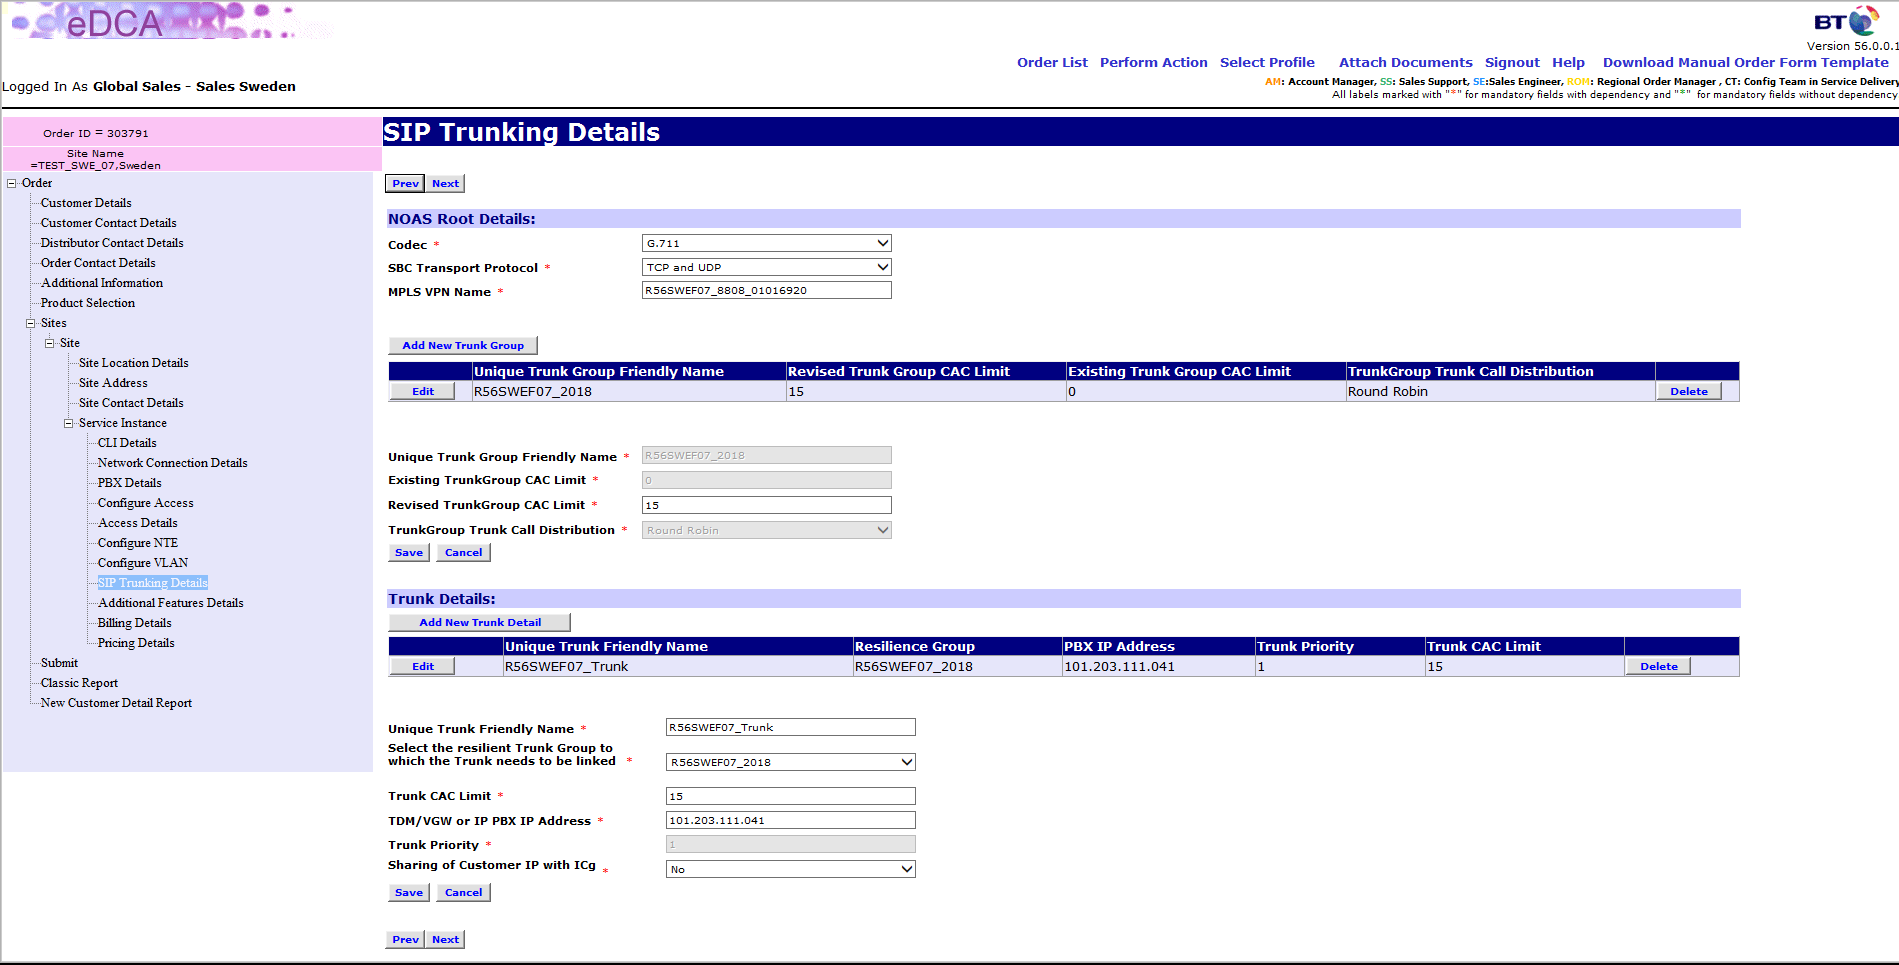 eDCA
BT
Version 56.0.0.1
Order List Perform Action Select Profile Attach Documents Signout Help Download Manual Order Form Template
Logged In As Global Sales - Sales Sweden
AM: Account Manager, SS: Sales Support, SE:Sales Engineer, ROM: Regional Order Manager , CT: Config Team in Service Delivery
All labels marked with "*" for mandatory fields with dependency and "*" for mandatory fields without dependency
Order ID = 303791
Site Name
=TEST_SWE_07,Sweden
Order
Customer Details
Customer Contact Details
Distributor Contact Details
Order Contact Details
Additional Information
Product Selection
Sites
Site
Site Location Details
Site Address
Site Contact Details
Service Instance
CLI Details
Network Connection Details
PBX Details
Configure Access
Access Details
Configure NTE
Configure VLAN
SIP Trunking Details
Additional Features Details
Billing Details
Pricing Details
Submit
Classic Report
New Customer Detail Report
SIP Trunking Details
Prev Next
NOAS Root Details:
Codec * G.711
SBC Transport Protocol * TCP and UDP
MPLS VPN Name * R56SWEF07_8808_01016920
Add New Trunk Group
Unique Trunk Group Friendly Name Revised Trunk Group CAC Limit Existing Trunk Group CAC Limit TrunkGroup Trunk Call Distribution
Edit R56SWEF07_2018 15 0 Round Robin Delete
Unique Trunk Group Friendly Name * R56SWEF07_2018
Existing TrunkGroup CAC Limit * 0
Revised TrunkGroup CAC Limit * 15
TrunkGroup Trunk Call Distribution * Round Robin
Save Cancel
Trunk Details:
Add New Trunk Detail
Unique Trunk Friendly Name Resilience Group PBX IP Address Trunk Priority Trunk CAC Limit
Edit R56SWEF07_Trunk R56SWEF07_2018 101.203.111.041 1 15 Delete
Unique Trunk Friendly Name * R56SWEF07_Trunk
Select the resilient Trunk Group to
which the Trunk needs to be linked * R56SWEF07_2018
Trunk CAC Limit * 15
TDM/VGW or IP PBX IP Address * 101.203.111.041
Trunk Priority * 1
Sharing of Customer IP with ICg * No
Save Cancel
Prev Next